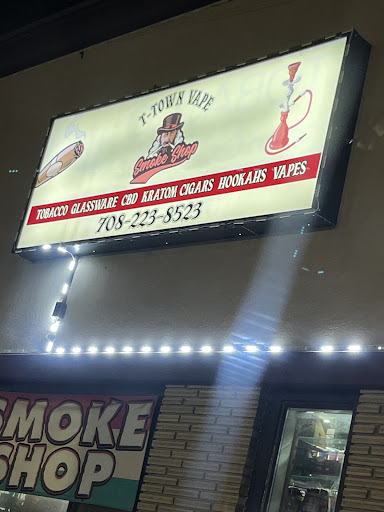 T-TOWN VAPE
Smoke Shop
TOBACCO GLASSWARE CBD KRATOM CIGARS HOOKAHS VAPES
708-223-8523
SMOKE
SHOP